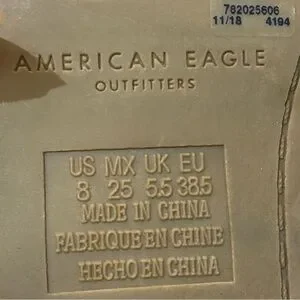 782025606
11/18 4194
AMERICAN EAGLE
OUTFITTERS
US MX UK EU
8 25 5.5 38.5
MADE IN CHINA
FABRIQUE EN CHINE
HECHO EN CHINA